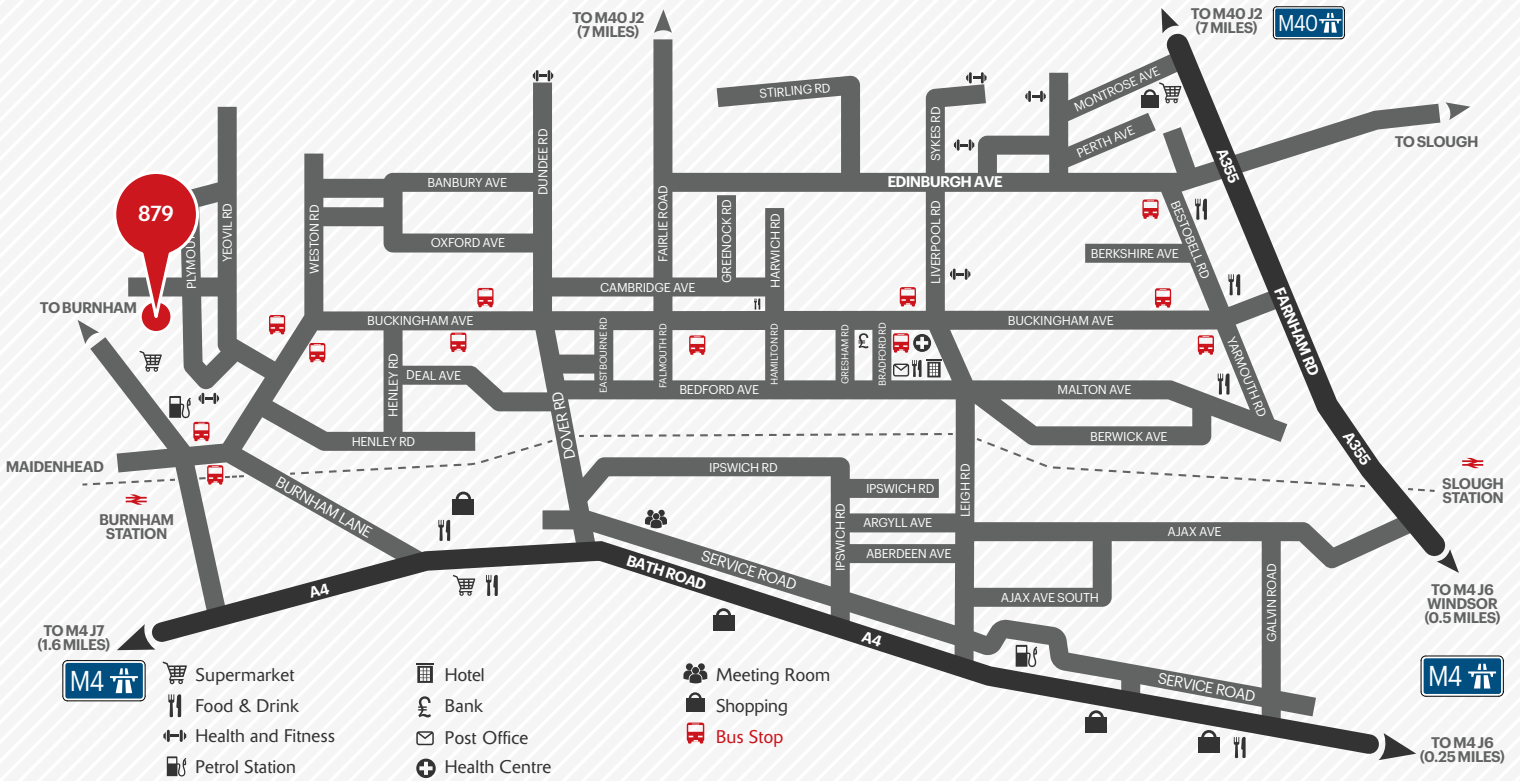 TO M40 J2
(7 MILES)
TO M40 J2
(7 MILES)
M40
STIRLING RD
MONTROSE AVE
SYKES RD
PERTH AVE
TO SLOUGH
A355
DUNDEE RD
BANBURY AVE
EDINBURGH AVE
879
PLYMOU
YEOVIL RD
WESTON RD
OXFORD AVE
FAIRLIE ROAD
GREENOCK RD
HARWICH RD
LIVERPOOL RD
BESTOBELL RD
BERKSHIRE AVE
CAMBRIDGE AVE
TO BURNHAM
BUCKINGHAM AVE
BUCKINGHAM AVE
FARNHAM RD
HENLEY RD
DEAL AVE
EASTBOURNE RD
FALMOUTH RD
HAMILTON RD
GRESHAM RD
BRADFORD RD
YARMOUTH RD
BEDFORD AVE
MALTON AVE
DOVER RD
HENLEY RD
BERWICK AVE
A355
MAIDENHEAD
BURNHAM
STATION
BURNHAM LANE
IPSWICH RD
IPSWICH RD
IPSWICH RD
LEIGH RD
SLOUGH
STATION
ARGYLL AVE
AJAX AVE
ABERDEEN AVE
SERVICE ROAD
BATH ROAD
A4
AJAX AVE SOUTH
GALVIN ROAD
TO M4 J6
WINDSOR
(0.5 MILES)
TO M4 J7
(1.6 MILES)
A4
M4
M4
SERVICE ROAD
TO M4 J6
(0.25 MILES)
Supermarket
Food & Drink
Health and Fitness
Petrol Station
Hotel
£ Bank
Post Office
Health Centre
Meeting Room
Shopping
Bus Stop